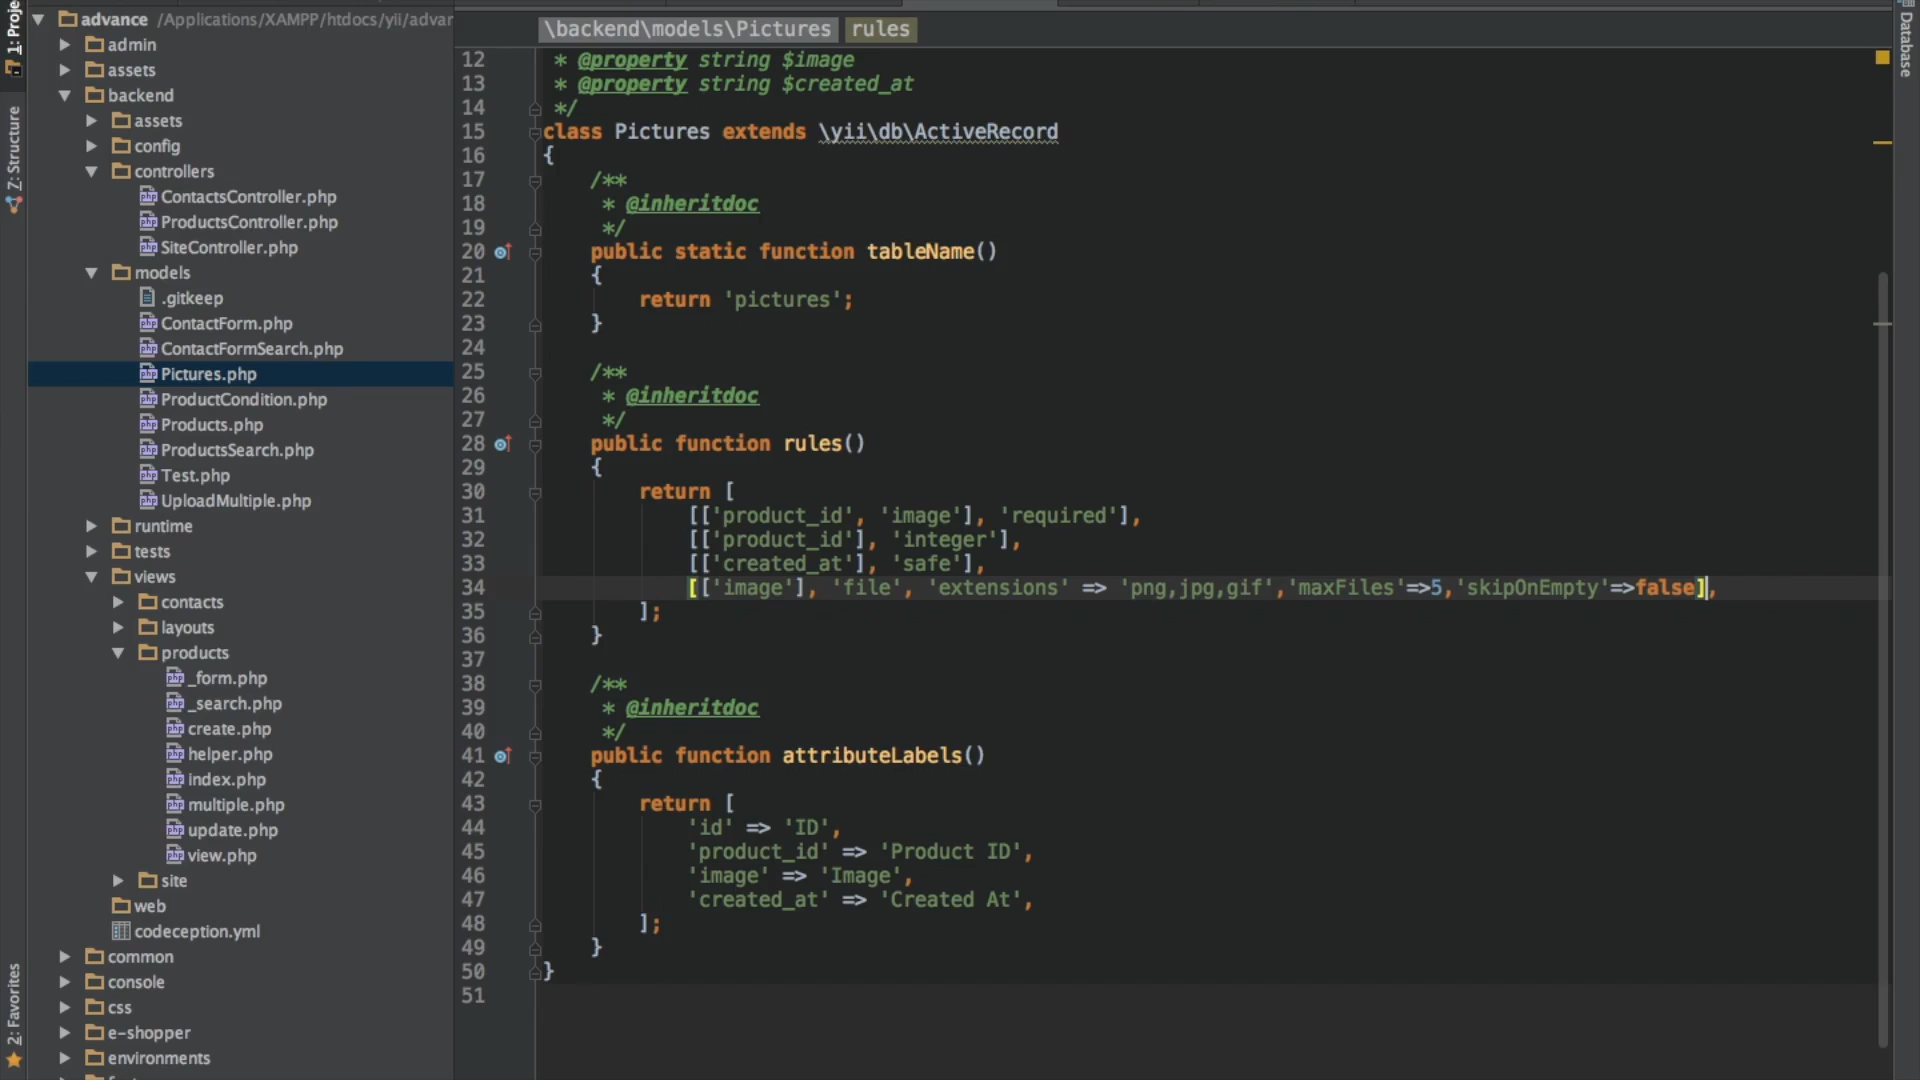 1: Proje
advance /Applications/XAMPP/htdocs/yii/advar
admin
assets
backend
assets
config
controllers
ContactsController.php
ProductsController.php
SiteController.php
models
.gitkeep
ContactForm.php
ContactFormSearch.php
Pictures.php
ProductCondition.php
Products.php
ProductsSearch.php
Test.php
UploadMultiple.php
runtime
tests
views
contacts
layouts
products
_form.php
_search.php
create.php
helper.php
index.php
multiple.php
update.php
view.php
site
web
codeception.yml
common
console
css
e-shopper
environments
Z: Structure
2: Favorites
\backend\models\Pictures rules
12 * @property string $image
13 * @property string $created_at
14 */
15 class Pictures extends \yii\db\ActiveRecord
16 {
17 /**
18 * @inheritdoc
19 */
20 public static function tableName()
21 {
22 return 'pictures';
23 }
24
25 /**
26 * @inheritdoc
27 */
28 public function rules()
29 {
30 return [
31 [['product_id', 'image'], 'required'],
32 [['product_id'], 'integer'],
33 [['created_at'], 'safe'],
34 [['image'], 'file', 'extensions' => 'png,jpg,gif','maxFiles'=>5,'skipOnEmpty'=>false],
35 ];
36 }
37
38 /**
39 * @inheritdoc
40 */
41 public function attributeLabels()
42 {
43 return [
44 'id' => 'ID',
45 'product_id' => 'Product ID',
46 'image' => 'Image',
47 'created_at' => 'Created At',
48 ];
49 }
50 }
51
Database